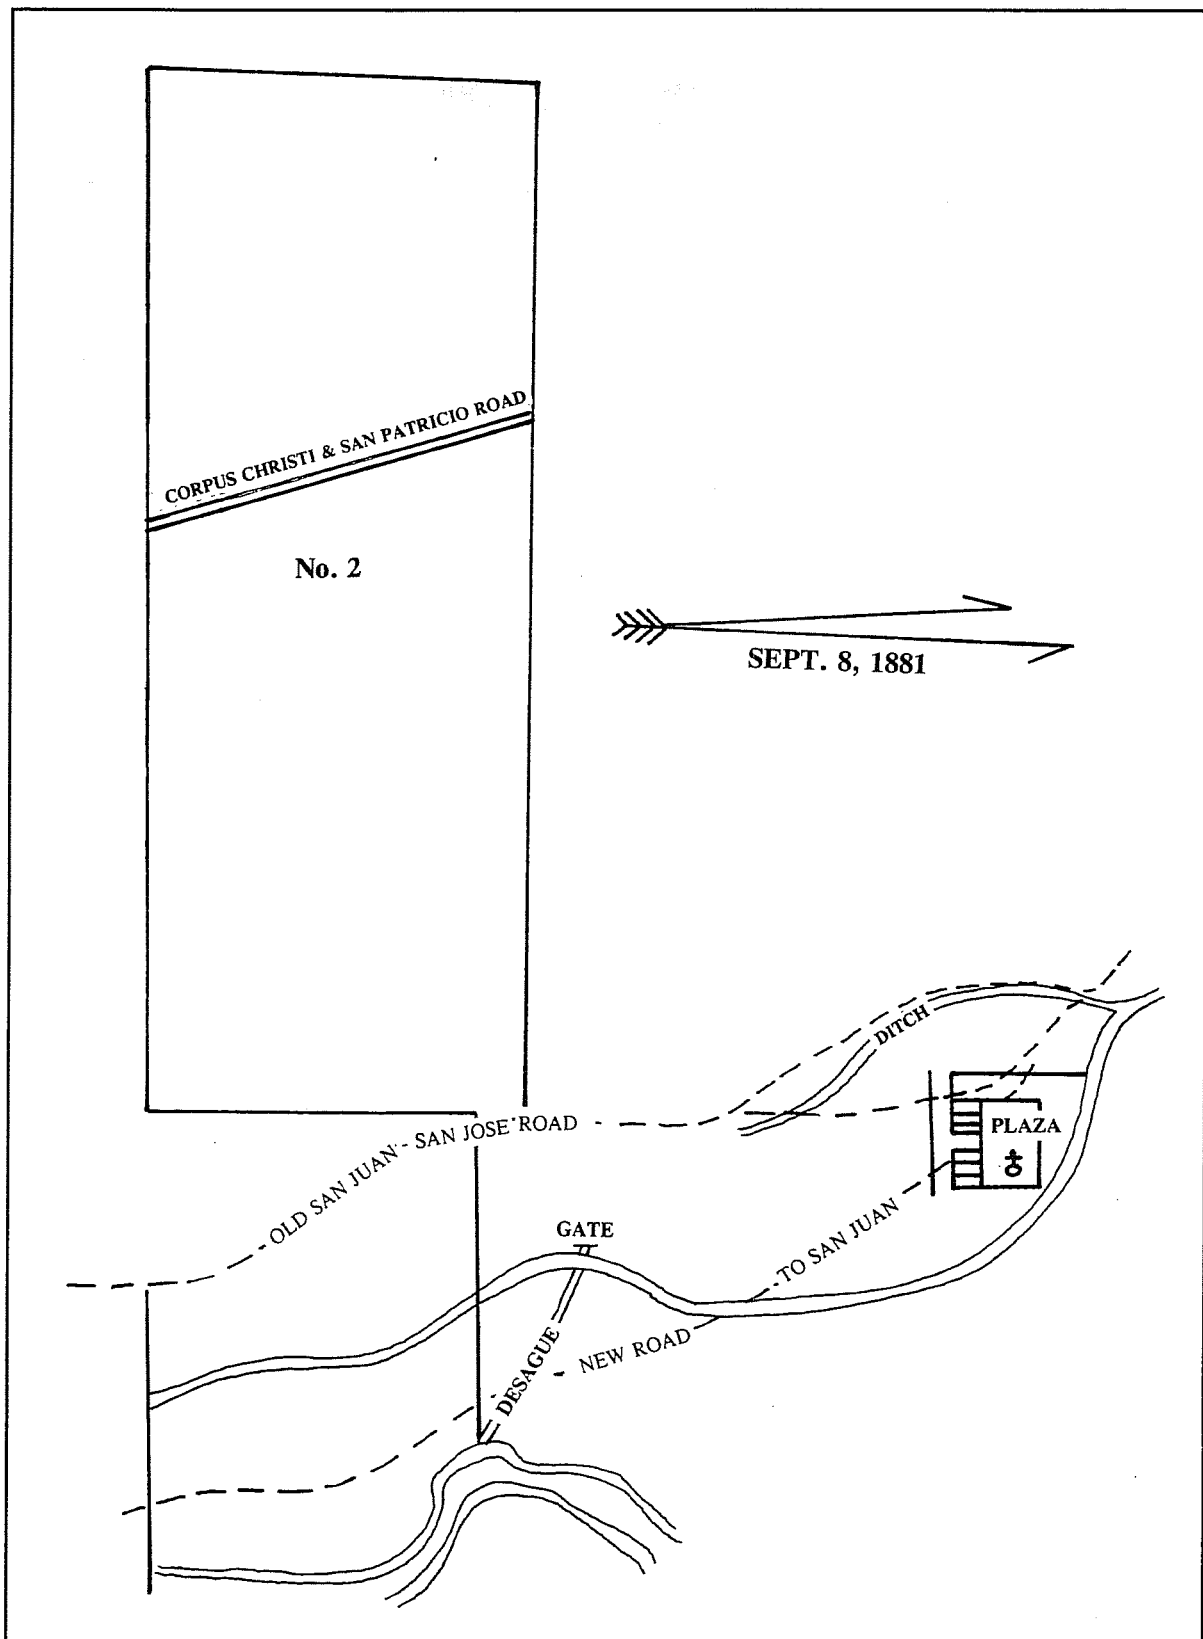 CORPUS CHRISTI & SAN PATRICIO ROAD
No. 2
SEPT. 8, 1881
DITCH
PLAZA
OLD SAN JUAN - SAN JOSE ROAD
TO SAN JUAN
GATE
NEW ROAD
DESAGUE